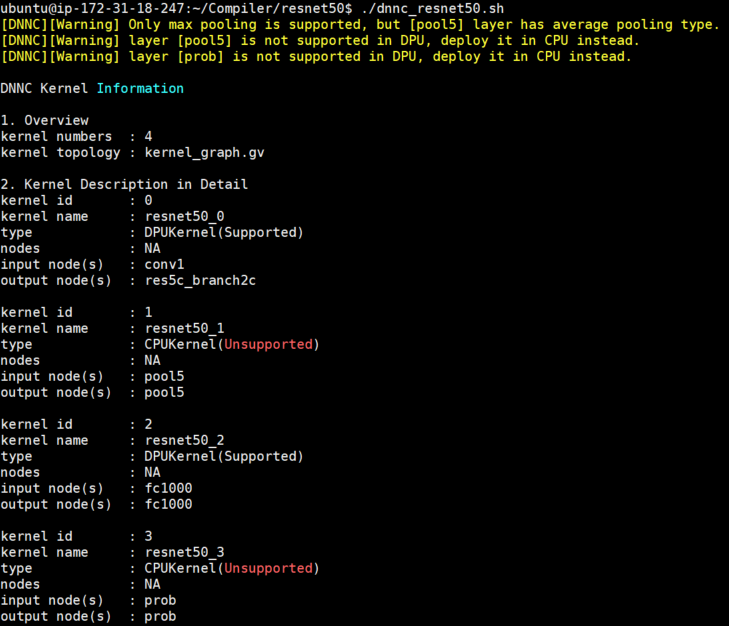 ubuntu@ip-172-31-18-247:~/Compiler/resnet50$ ./dnnc_resnet50.sh
[DNNC][Warning] Only max pooling is supported, but [pool5] layer has average pooling type.
[DNNC][Warning] layer [pool5] is not supported in DPU, deploy it in CPU instead.
[DNNC][Warning] layer [prob] is not supported in DPU, deploy it in CPU instead.
DNNC Kernel Information
1. Overview
kernel numbers  : 4
kernel topology : kernel_graph.gv
2. Kernel Description in Detail
kernel id       : 0
kernel name     : resnet50_0
type            : DPUKernel(Supported)
nodes           : NA
input node(s)   : conv1
output node(s)  : res5c_branch2c
kernel id       : 1
kernel name     : resnet50_1
type            : CPUKernel(Unsupported)
nodes           : NA
input node(s)   : pool5
output node(s)  : pool5
kernel id       : 2
kernel name     : resnet50_2
type            : DPUKernel(Supported)
nodes           : NA
input node(s)   : fc1000
output node(s)  : fc1000
kernel id       : 3
kernel name     : resnet50_3
type            : CPUKernel(Unsupported)
nodes           : NA
input node(s)   : prob
output node(s)  : prob